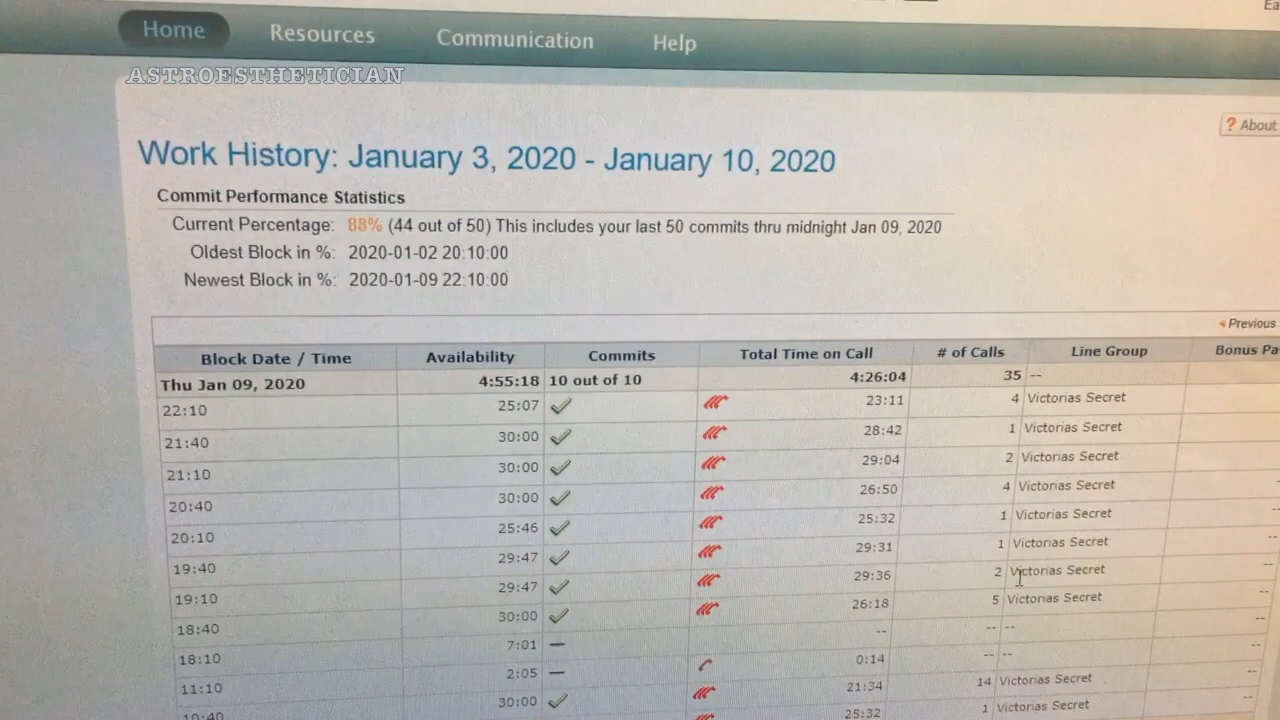 Home Resources Communication Help
ASTROESTHETICIAN
? About
Work History: January 3, 2020 - January 10, 2020
Commit Performance Statistics
Current Percentage: 88% (44 out of 50) This includes your last 50 commits thru midnight Jan 09, 2020
Oldest Block in %: 2020-01-02 20:10:00
Newest Block in %: 2020-01-09 22:10:00
Previous
Block Date / Time Availability Commits Total Time on Call # of Calls Line Group Bonus
Thu Jan 09, 2020 4:55:18 10 out of 10 4:26:04 35 --
22:10 25:07 23:11 4 Victorias Secret
21:40 30:00 28:42 1 Victorias Secret
21:10 30:00 29:04 2 Victorias Secret
20:40 30:00 26:50 4 Victorias Secret
20:10 25:46 25:32 1 Victorias Secret
19:40 29:47 29:31 1 Victorias Secret --
19:10 29:47 29:36 2 Victorias Secret --
18:40 30:00 26:18 5 Victorias Secret --
18:10 7:01 -- -- -- --
11:10 2:05 0:14 -- -- --
10:40 30:00 21:34 14 Victorias Secret --
25:32 1 Victorias Secret --